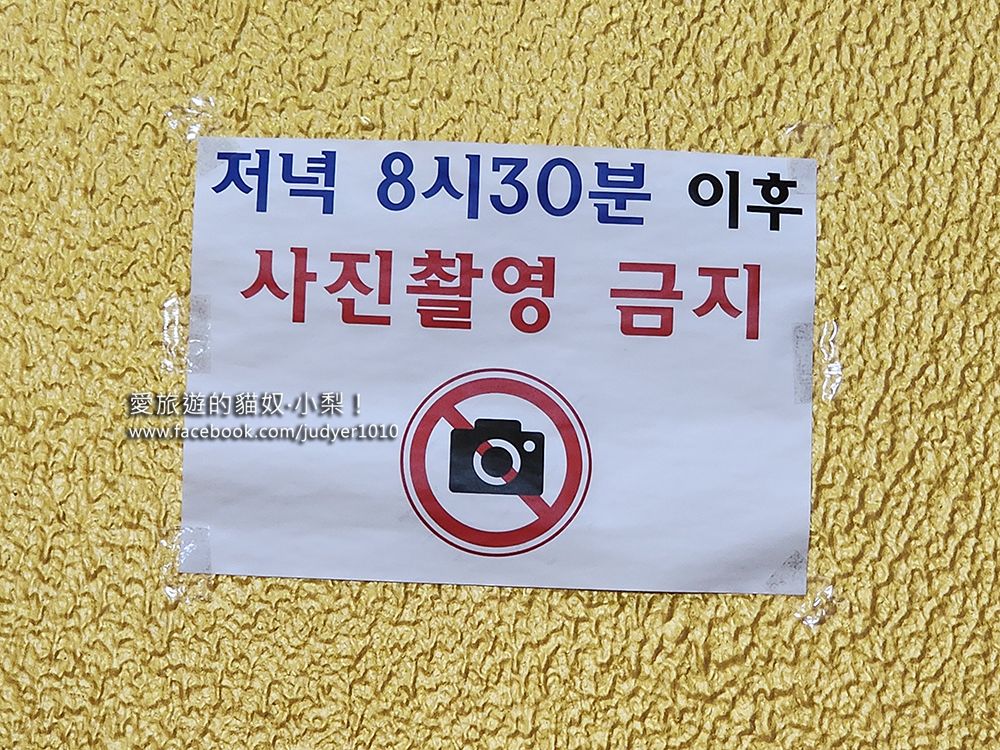 저녁 8시30분 이후
사진촬영 금지
愛旅遊的貓奴‧小梨！
www.facebook.com/judyer1010